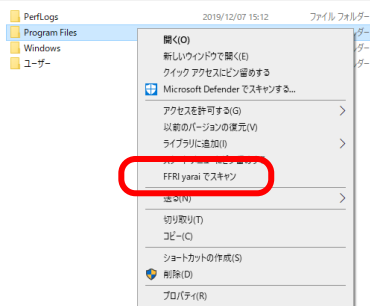 PerfLogs 2019/12/07 15:12 ファイル フォルダー
Program Files
Windows
ユーザー
開く(O)
新しいウィンドウで開く(E)
クイック アクセスにピン留めする
Microsoft Defender でスキャンする...
アクセスを許可する(G)
以前のバージョンの復元(V)
ライブラリに追加(I)
FFRI yarai でスキャン
送る(N)
切り取り(T)
コピー(C)
ショートカットの作成(S)
削除(D)
プロパティ(R)